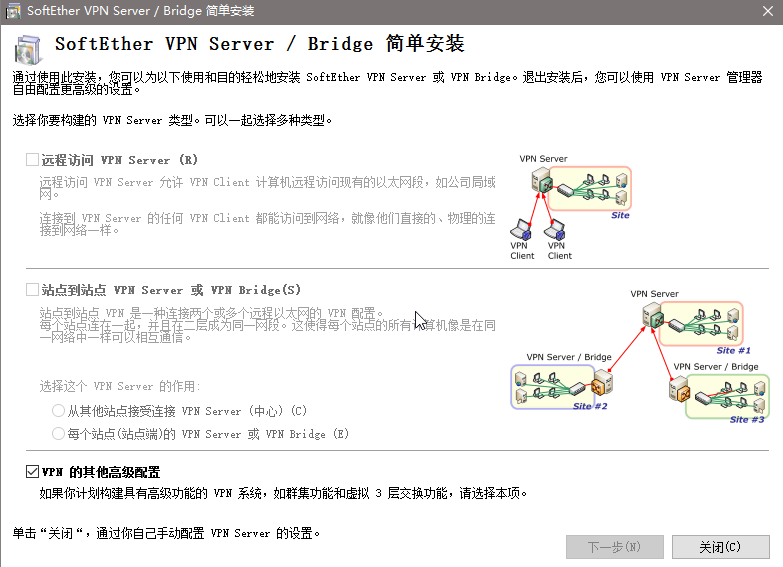 SoftEther VPN Server / Bridge 简单安装
SoftEther VPN Server / Bridge 简单安装
通过使用此安装，您可以为以下使用和目的轻松地安装 SoftEther VPN Server 或 VPN Bridge。退出安装后，您可以使用 VPN Server 管理器
自由配置更高级的设置。
选择你要构建的 VPN Server 类型。可以一起选择多种类型。
远程访问 VPN Server (R)
远程访问 VPN Server 允许 VPN Client 计算机远程访问现有的以太网段，如公司局域
网。
连接到 VPN Server 的任何 VPN Client 都能访问到网络，就像他们直接的、物理的连
接到网络一样。
VPN Server
Site
VPN
Client
VPN
Client
站点到站点 VPN Server 或 VPN Bridge(S)
站点到站点 VPN 是一种连接两个或多个远程以太网的 VPN 配置。
每个站点连在一起，并且在二层成为同一网段。这使得每个站点的所有计算机像是在同
一网络中一样可以相互通信。
选择这个 VPN Server 的作用:
从其他站点接受连接 VPN Server (中心) (C)
每个站点(站点端)的 VPN Server 或 VPN Bridge (E)
VPN Server
Site #1
VPN Server / Bridge
Site #2
VPN Server / Bridge
Site #3
VPN 的其他高级配置
如果你计划构建具有高级功能的 VPN 系统，如群集功能和虚拟 3 层交换功能，请选择本项。
单击“关闭“，通过你自己手动配置 VPN Server 的设置。
下一步(N)
关闭(C)